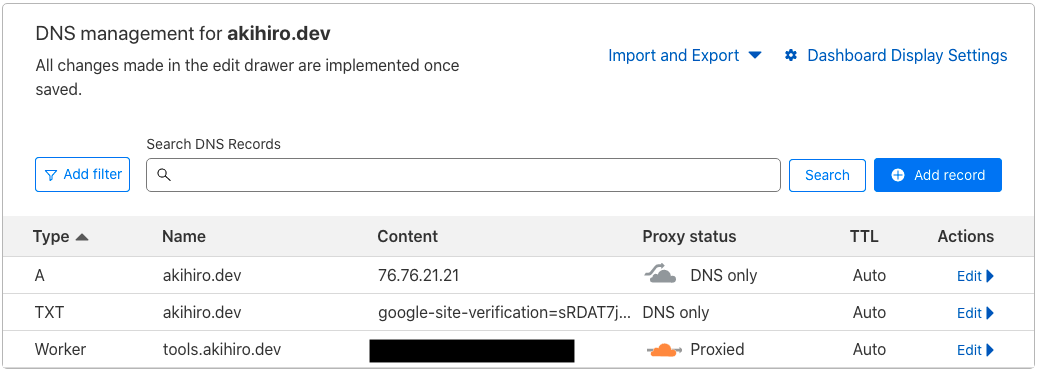 DNS management for akihiro.dev
All changes made in the edit drawer are implemented once
saved.
Import and Export
Dashboard Display Settings
Search DNS Records
Add filter
Search
Add record
Type Name Content Proxy status TTL Actions
A akihiro.dev 76.76.21.21 DNS only Auto Edit
TXT akihiro.dev google-site-verification=sRDAT7j... DNS only Auto Edit
Worker tools.akihiro.dev Proxied Auto Edit